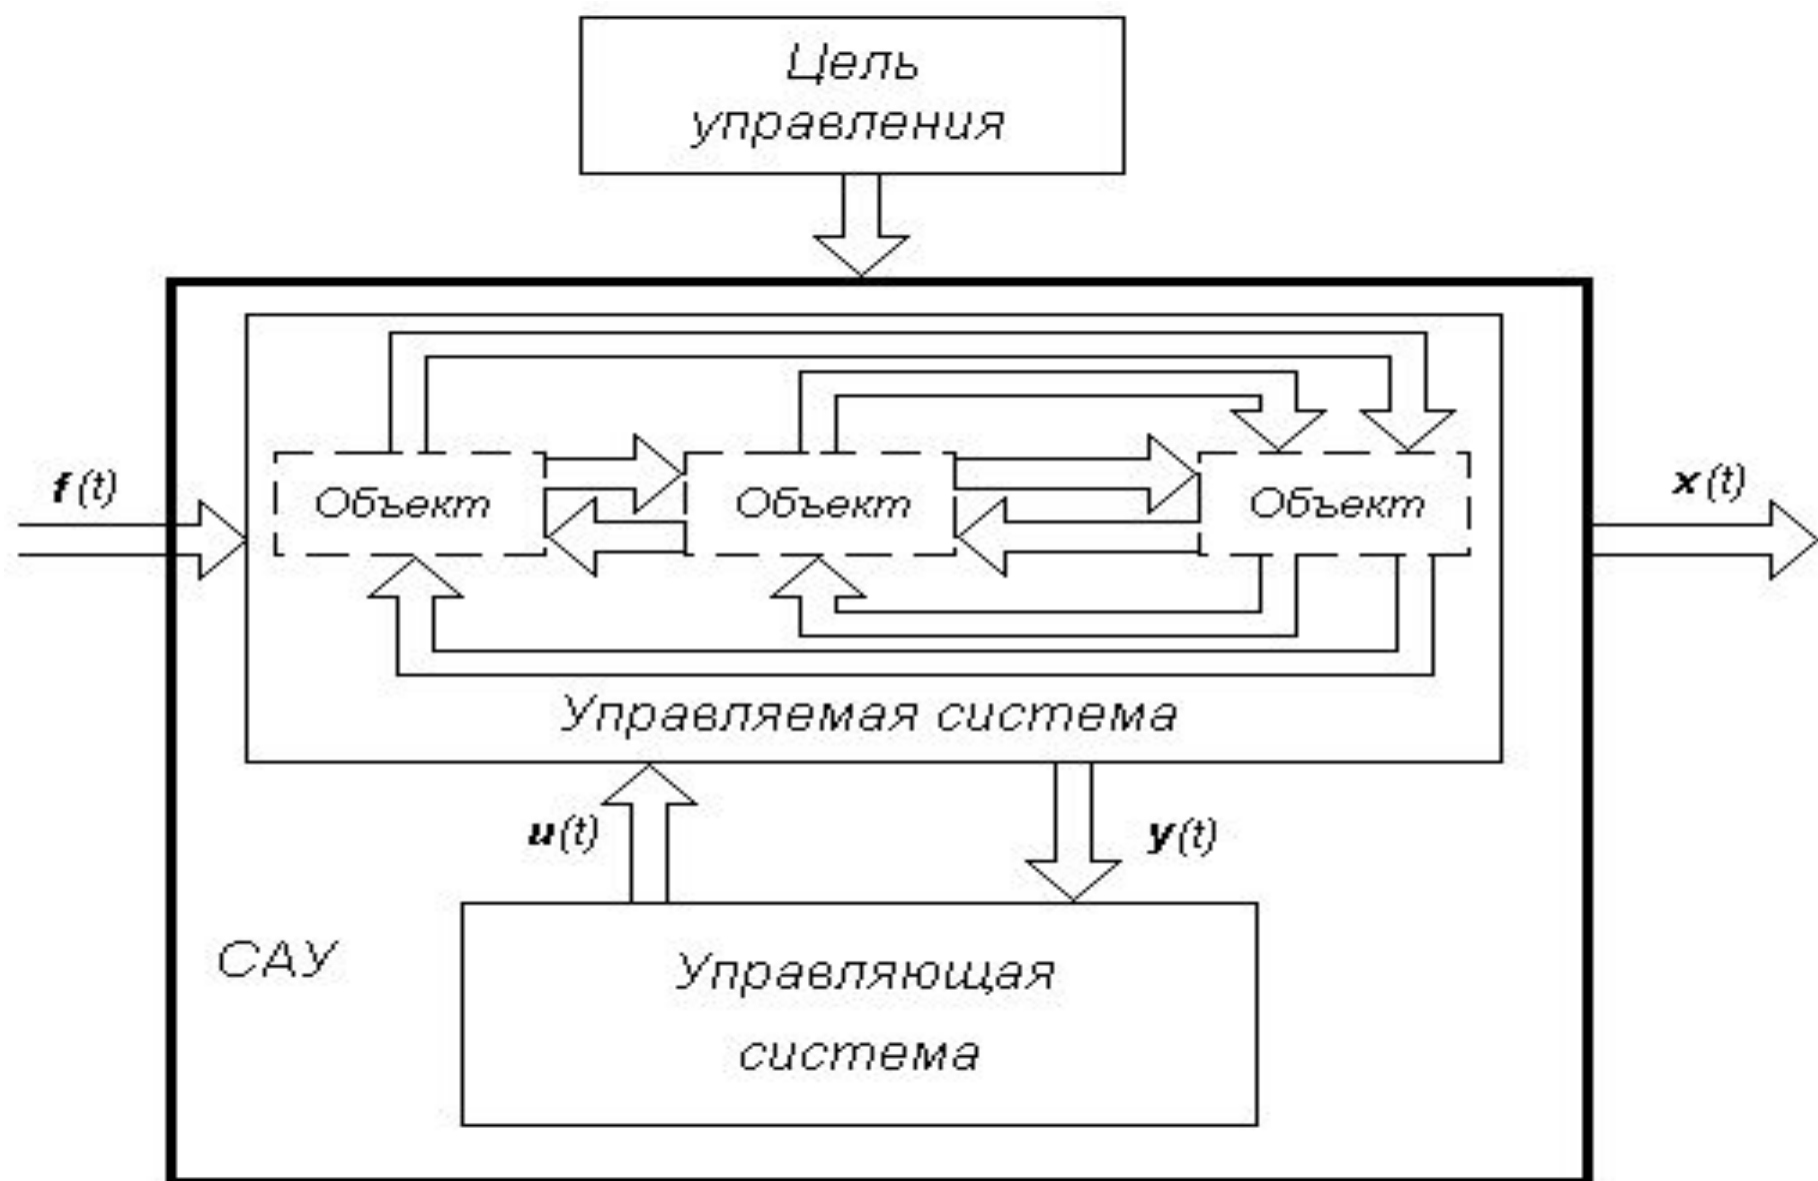 Цель
управления
f(t)
Объект
Объект
Объект
x(t)
Управляемая система
u(t)
y(t)
САУ
Управляющая
система